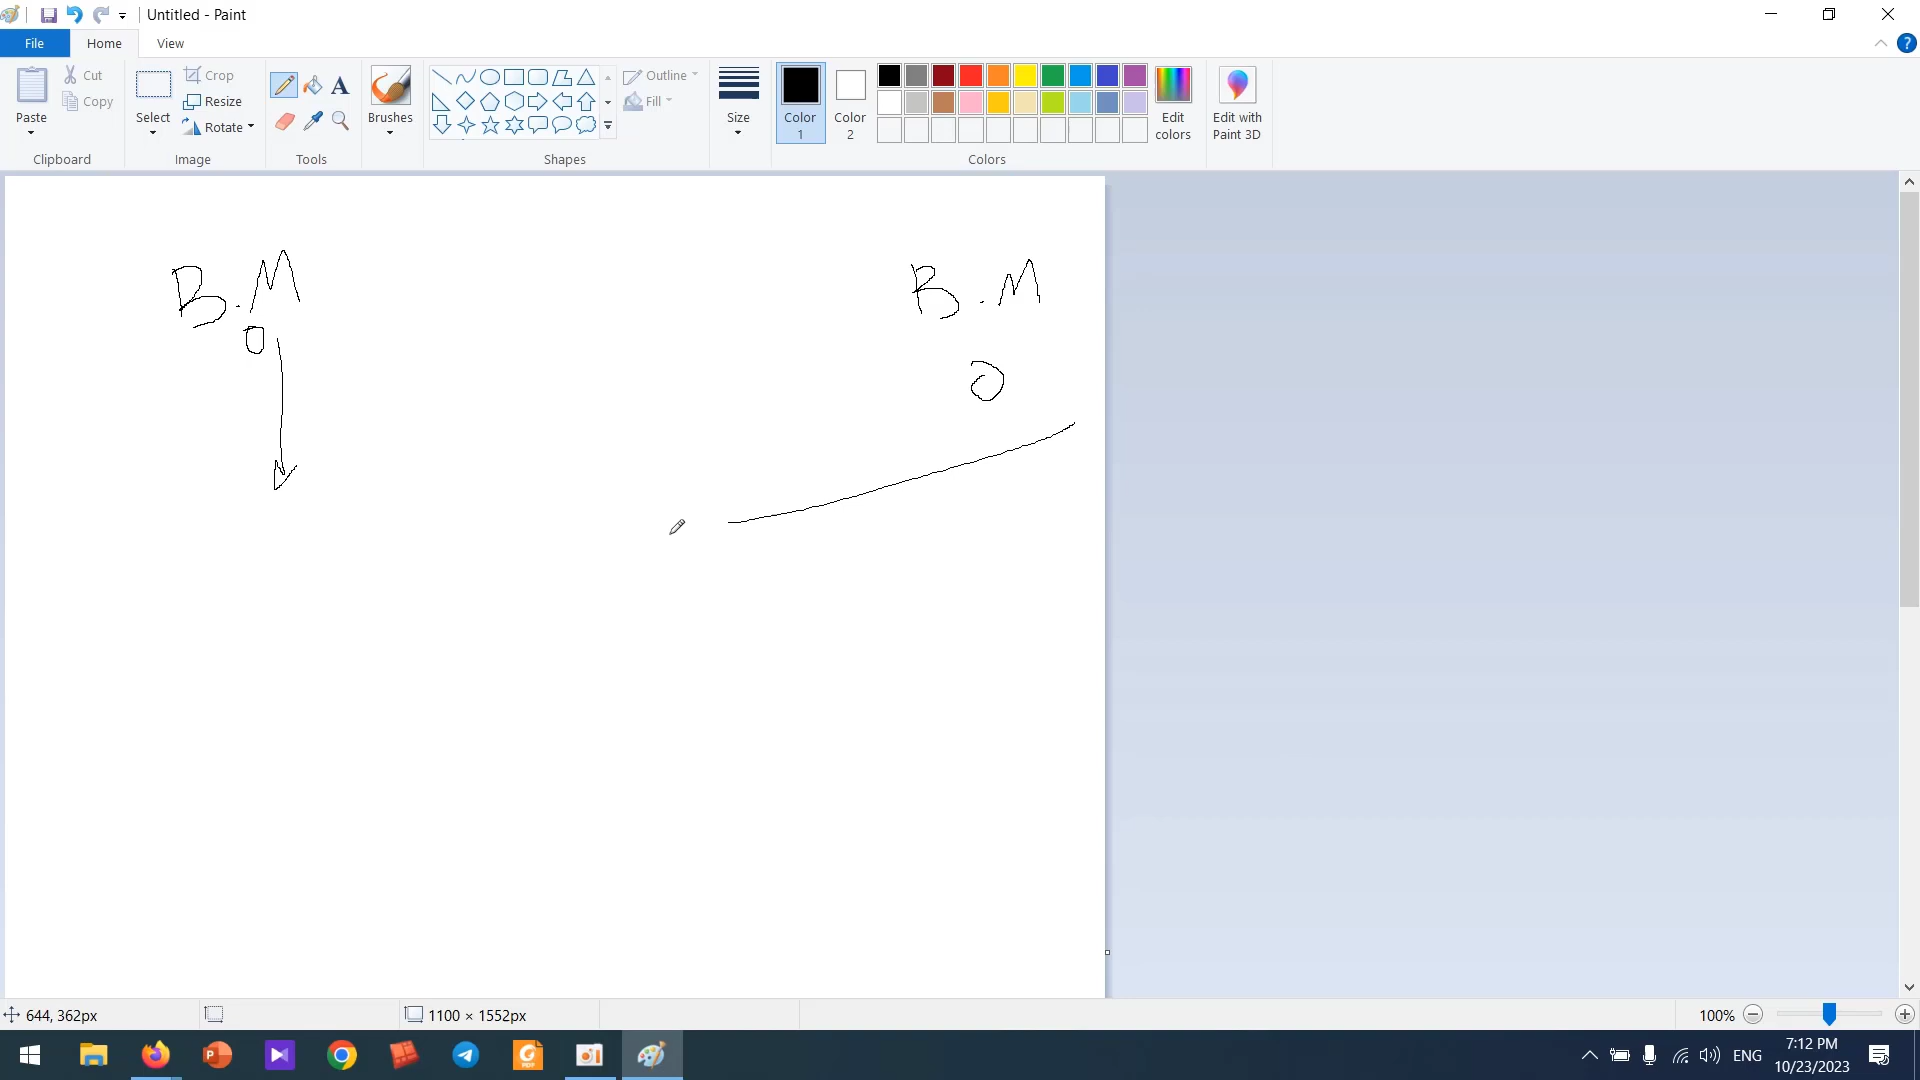 Untitled - Paint
File Home View
Paste Cut Copy
Clipboard
Select Crop Resize Rotate
Image
Tools
Brushes
Shapes
Outline
Fill
Size
Color 1
Color 2
Edit colors
Colors
Edit with Paint 3D
B.M
B.M
644, 362px
1100 × 1552px
100%
ENG
7:12 PM
10/23/2023